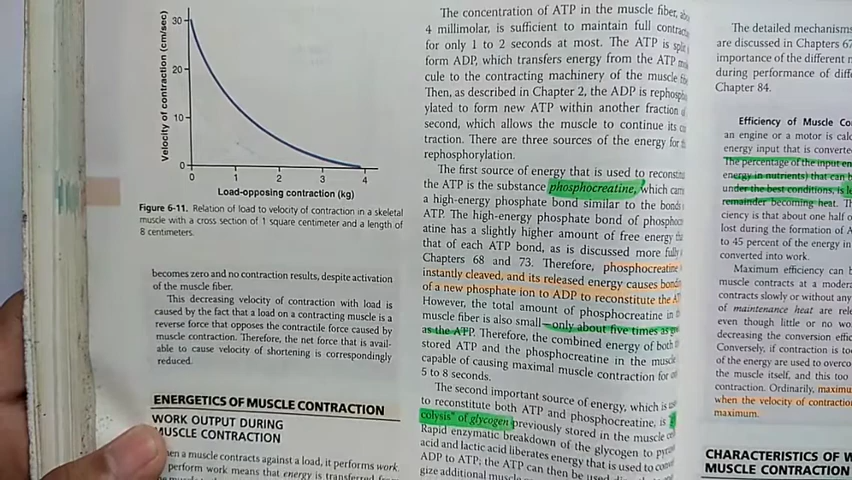 Velocity of contraction (cm/sec)
30
20
10
0
0 1 2 3 4
Load-opposing contraction (kg)
Figure 6-11. Relation of load to velocity of contraction in a skeletal
muscle with a cross section of 1 square centimeter and a length of
8 centimeters.
becomes zero and no contraction results, despite activation
of the muscle fiber.
This decreasing velocity of contraction with load is
caused by the fact that a load on a contracting muscle is a
reverse force that opposes the contractile force caused by
muscle contraction. Therefore, the net force that is avail-
able to cause velocity of shortening is correspondingly
reduced.
ENERGETICS OF MUSCLE CONTRACTION
WORK OUTPUT DURING
MUSCLE CONTRACTION
a muscle contracts against a load, it performs work.
perform work means that energy is transferred
The concentration of ATP in the muscle fiber,
4 millimolar, is sufficient to maintain full
for only 1 to 2 seconds at most. The ATP is split
form ADP, which transfers energy from the ATP
cule to the contracting machinery of the muscle
Then, as described in Chapter 2, the ADP is rephosphо
ylated to form new ATP within another fraction
second, which allows the muscle to continue its
traction. There are three sources of the energy for
rephosphorylation.
The first source of energy that is used to
the ATP is the substance phosphocreatine, which
a high-energy phosphate bond similar to the bonds
ATP. The high-energy phosphate bond of
atine has a slightly higher amount of free energy
that of each ATP bond, as is discussed more fully
Chapters 68 and 73. Therefore, phosphocreatine
instantly cleaved, and its released energy causes
of a new phosphate ion to ADP to reconstitute the
However, the total amount of phosphocreatine in
muscle fiber is also small—only about five times as
as the ATP. Therefore, the combined energy of both
stored ATP and the phosphocreatine in the muscle
capable of causing maximal muscle contraction for
5 to 8 seconds.
The second important source of energy, which is
to reconstitute both ATP and phosphocreatine, is
colysis" of glycogen previously stored in the muscle
Rapid enzymatic breakdown of the glycogen to
acid and lactic acid liberates energy that is used to
ADP to ATP; the ATP can then be used
gize additional
The detailed mechanisms
are discussed in Chapters 67
importance of the different
during performance of
Chapter 84.
Efficiency of Muscle
an engine or a motor is
energy input that is converted
The percentage of the input
energy in nutrients) that can
under the best conditions, is
remainder becoming heat.
ciency is that about one half of
lost during the formation of
to 45 percent of the energy in
converted into work.
Maximum efficiency can
muscle contracts at a
contracts slowly or without any
of maintenance heat are
even though little or no
decreasing the conversion
Conversely, if contraction is
of the energy are used to
the muscle itself, and this too
contraction. Ordinarily,
when the velocity of
maximum.
CHARACTERISTICS OF
MUSCLE CONTRACTION